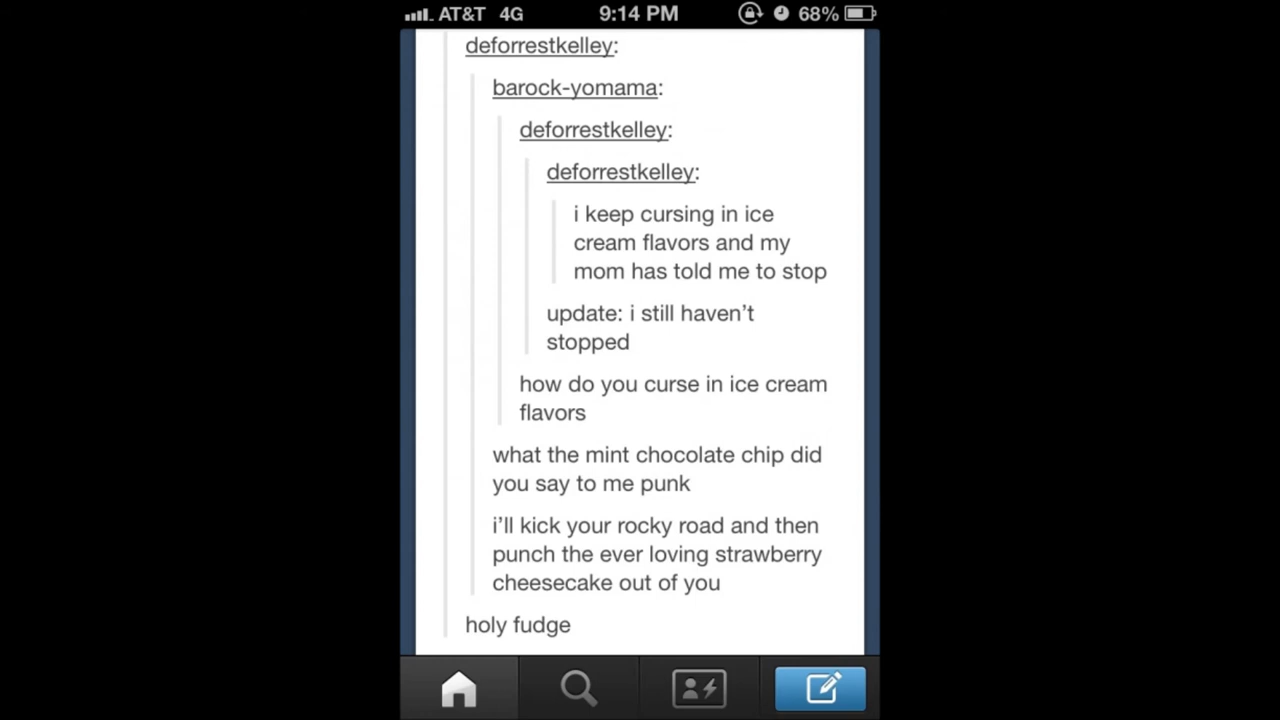 AT&T 4G 9:14 PM 68%
deforrestkelley:
barock-yomama:
deforrestkelley:
deforrestkelley:
i keep cursing in ice
cream flavors and my
mom has told me to stop
update: i still haven’t
stopped
how do you curse in ice cream
flavors
what the mint chocolate chip did
you say to me punk
i’ll kick your rocky road and then
punch the ever loving strawberry
cheesecake out of you
holy fudge